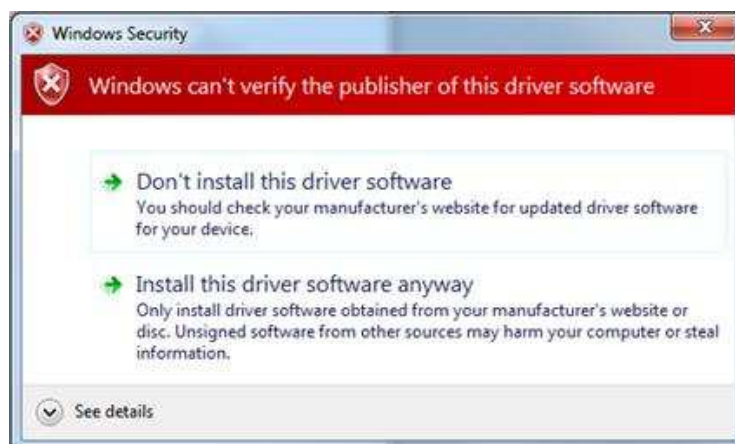 Windows Security
Windows can't verify the publisher of this driver software
Don't install this driver software
You should check your manufacturer's website for updated driver software
for your device.
Install this driver software anyway
Only install driver software obtained from your manufacturer's website or
disc. Unsigned software from other sources may harm your computer or steal
information.
See details